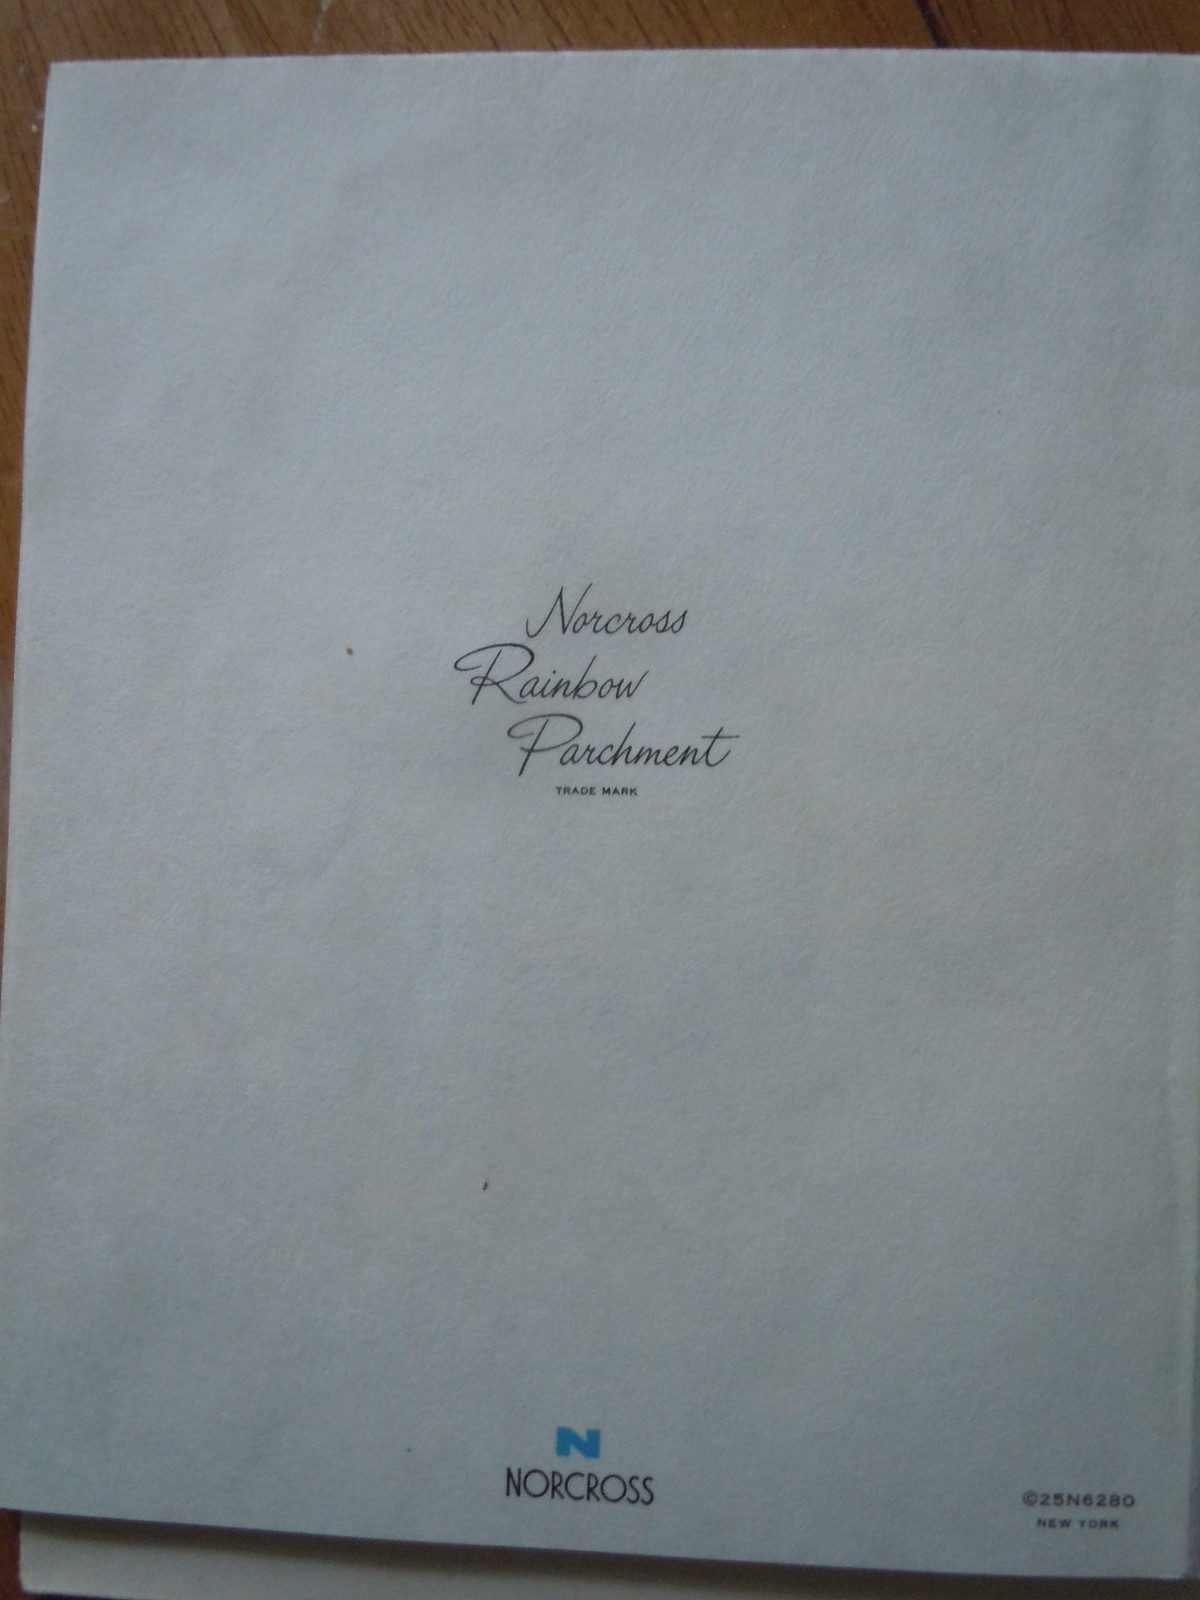 Norcross
Rainbow
Parchment
TRADE MARK
N
NORCROSS
©25N6280
NEW YORK